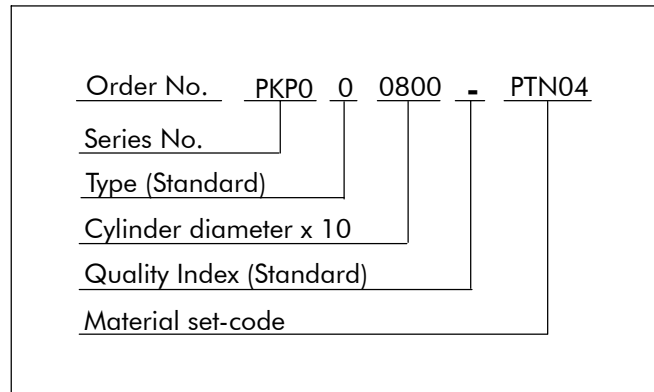 Order No. PKP0 0 0800 - PTN04
Series No.
Type (Standard)
Cylinder diameter x 10
Quality Index (Standard)
Material set-code